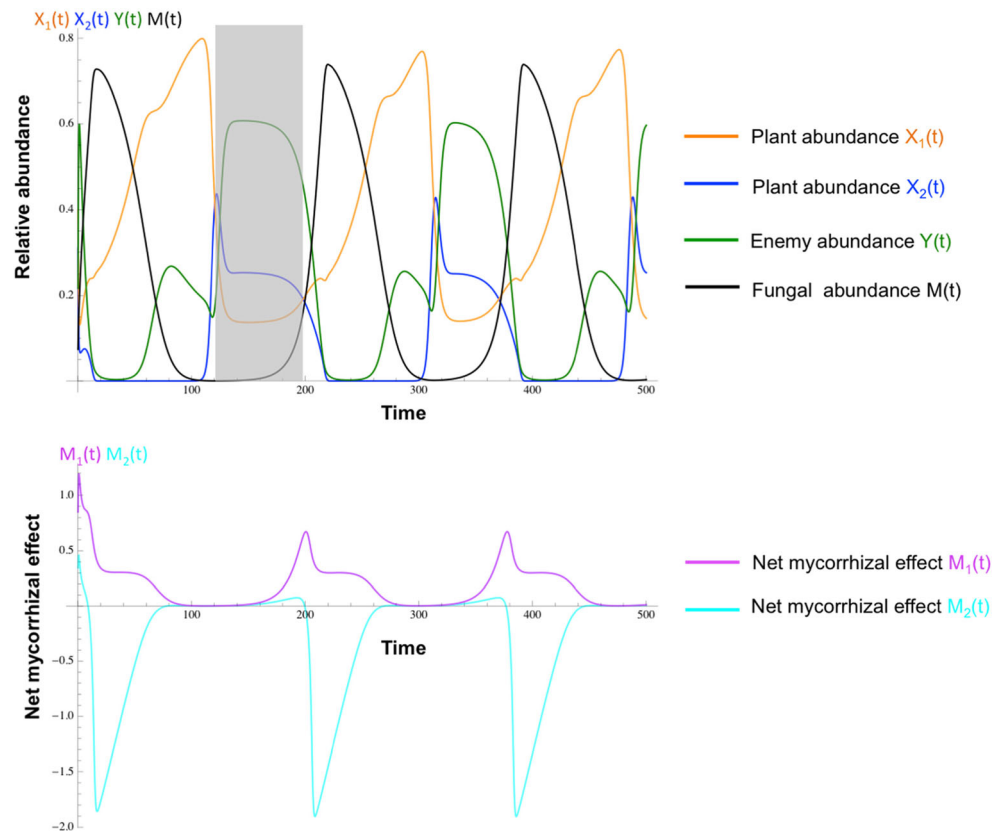 X₁(t) X₂(t) Y(t) M(t)
0.8
0.6
0.4
0.2
Relative abundance
100
200
300
400
500
Time
Plant abundance X₁(t)
Plant abundance X₂(t)
Enemy abundance Y(t)
Fungal abundance M(t)
M₁(t) M₂(t)
1.0
0.5
−0.5
−1.0
−1.5
−2.0
Net mycorrhizal effect
100
200
300
400
500
Time
Net mycorrhizal effect M₁(t)
Net mycorrhizal effect M₂(t)